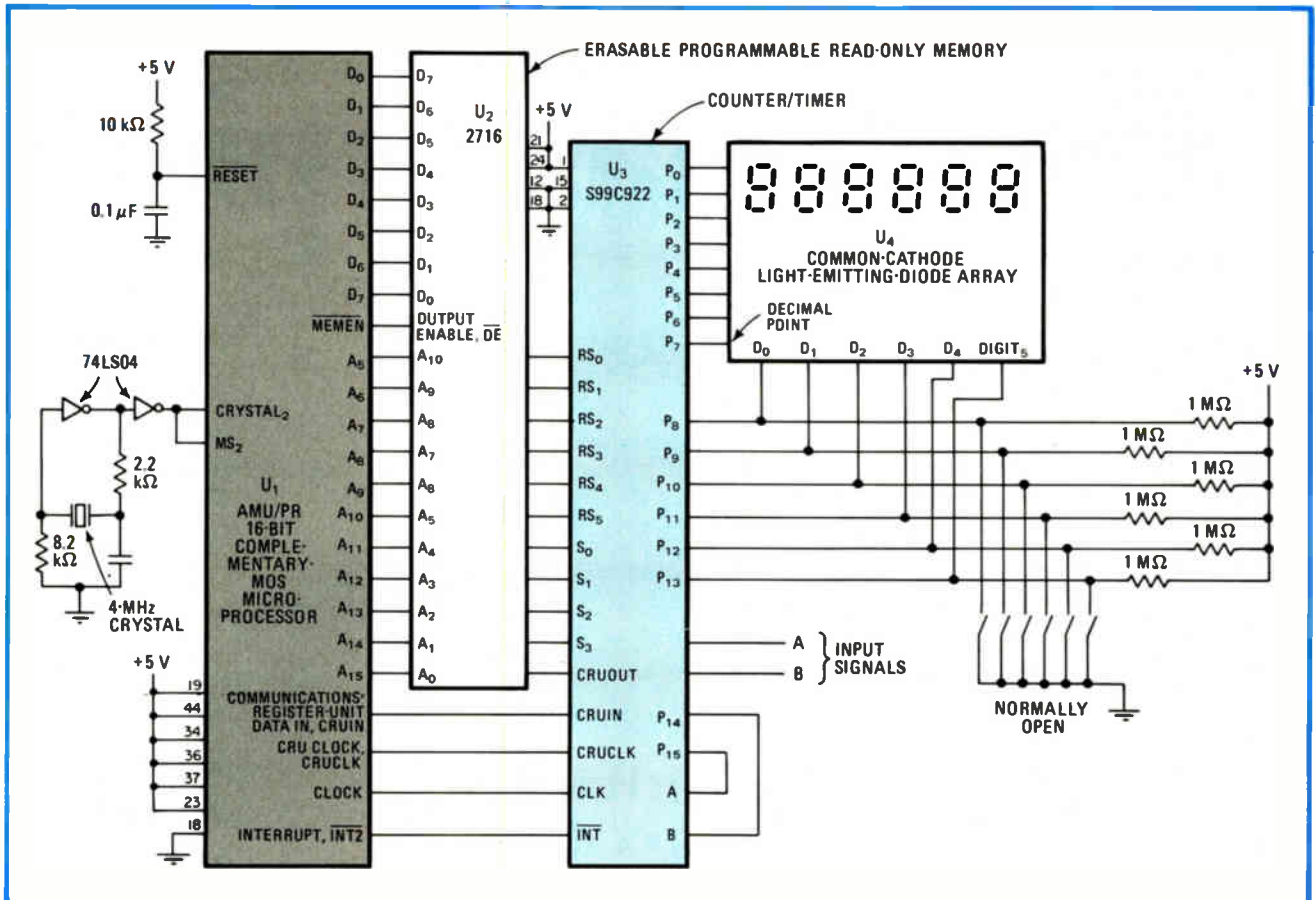 ERASABLE PROGRAMMABLE READ-ONLY MEMORY
COUNTER/TIMER
+5 V
10 kΩ
RESET
0.1 µF
74LS04
CRYSTAL2
MS2
2.2
kΩ
8.2
kΩ
4-MHz
CRYSTAL
+5 V
19
44
34
36
37
23
18
U1
AMU/PR
16-BIT
COMPLE-
MENTARY-
MOS
MICRO-
PROCESSOR
D0
D1
D2
D3
D4
D5
D6
D7
MEMEN
A5
A6
A7
A8
A9
A10
A11
A12
A13
A14
A15
COMMUNICATIONS-
REGISTER-UNIT
DATA IN, CRUIN
CRU CLOCK,
CRUCLK
CLOCK
INTERRUPT, INT2
U2
2716
D7
D6
D5
D4
D3
D2
D1
D0
OUTPUT
ENABLE, OE
A10
A9
A8
A7
A8
A5
A4
A3
A2
A1
A0
+5 V
21
24 1
12 15
18 2
U3
S99C922
RS0
RS1
RS2
RS3
RS4
RS5
S0
S1
S2
S3
CRUOUT
CRUIN
CRUCLK
CLK
INT
P0
P1
P2
P3
P4
P5
P6
P7
P8
P9
P10
P11
P12
P13
P14
P15
A
B
888888
U4
COMMON-CATHODE
LIGHT-EMITTING-DIODE ARRAY
DECIMAL
POINT
D0 D1 D2 D3 D4 DIGIT5
+5 V
1 MΩ
1 MΩ
1 MΩ
1 MΩ
1 MΩ
1 MΩ
A
B
INPUT
SIGNALS
NORMALLY
OPEN